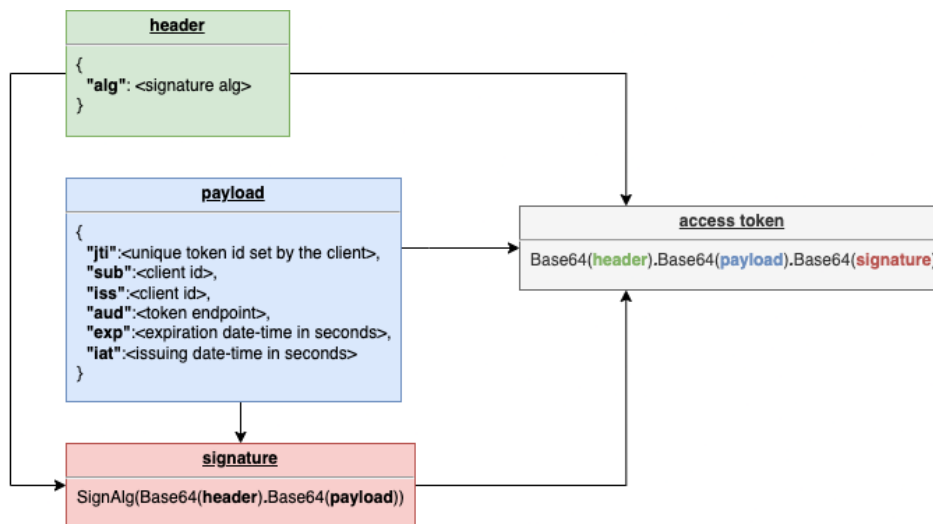 header
{
"alg": <signature alg>
}
payload
{
"jti":<unique token id set by the client>,
"sub":<client id>,
"iss":<client id>,
"aud":<token endpoint>,
"exp":<expiration date-time in seconds>,
"iat":<issuing date-time in seconds>
}
signature
SignAlg(Base64(header).Base64(payload))
access token
Base64(header).Base64(payload).Base64(signature)